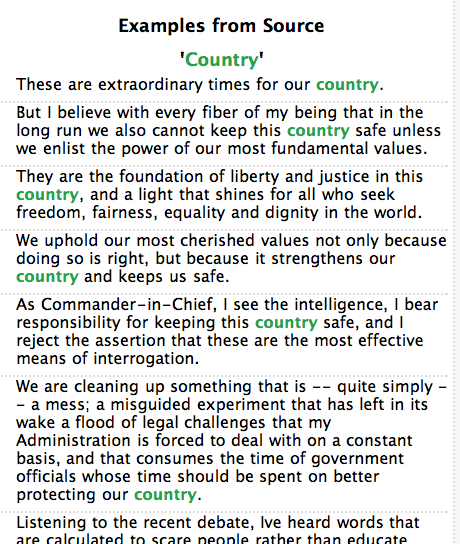 Examples from Source
'Country'
These are extraordinary times for our country.
But I believe with every fiber of my being that in the
long run we also cannot keep this country safe unless
we enlist the power of our most fundamental values.
They are the foundation of liberty and justice in this
country, and a light that shines for all who seek
freedom, fairness, equality and dignity in the world.
We uphold our most cherished values not only because
doing so is right, but because it strengthens our
country and keeps us safe.
As Commander-in-Chief, I see the intelligence, I bear
responsibility for keeping this country safe, and I
reject the assertion that these are the most effective
means of interrogation.
We are cleaning up something that is -- quite simply -
- a mess; a misguided experiment that has left in its
wake a flood of legal challenges that my
Administration is forced to deal with on a constant
basis, and that consumes the time of government
officials whose time should be spent on better
protecting our country.
Listening to the recent debate, Ive heard words that
are calculated to scare people rather than educate